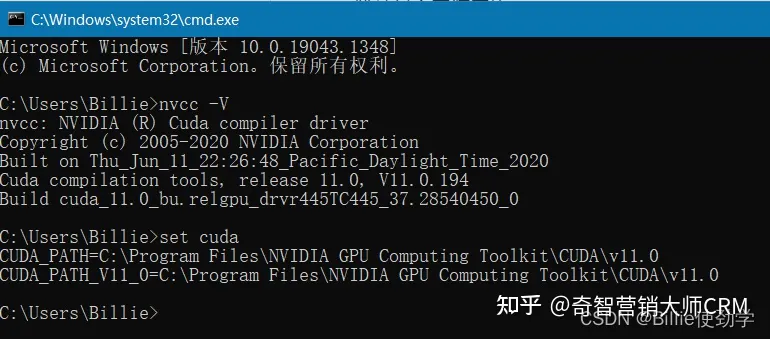 C:\Windows\system32\cmd.exe
Microsoft Windows [版本 10.0.19043.1348]
(c) Microsoft Corporation。保留所有权利。
C:\Users\Billie>nvcc -V
nvcc: NVIDIA (R) Cuda compiler driver
Copyright (c) 2005-2020 NVIDIA Corporation
Built on Thu_Jun_11_22:26:48_Pacific_Daylight_Time_2020
Cuda compilation tools, release 11.0, V11.0.194
Build cuda_11.0_bu.relgpu_drvr445TC445_37.28540450_0
C:\Users\Billie>set cuda
CUDA_PATH=C:\Program Files\NVIDIA GPU Computing Toolkit\CUDA\v11.0
CUDA_PATH_V11_0=C:\Program Files\NVIDIA GPU Computing Toolkit\CUDA\v11.0
C:\Users\Billie>
知乎 @奇智营销大师CRM
CSDN @Billie使劲学